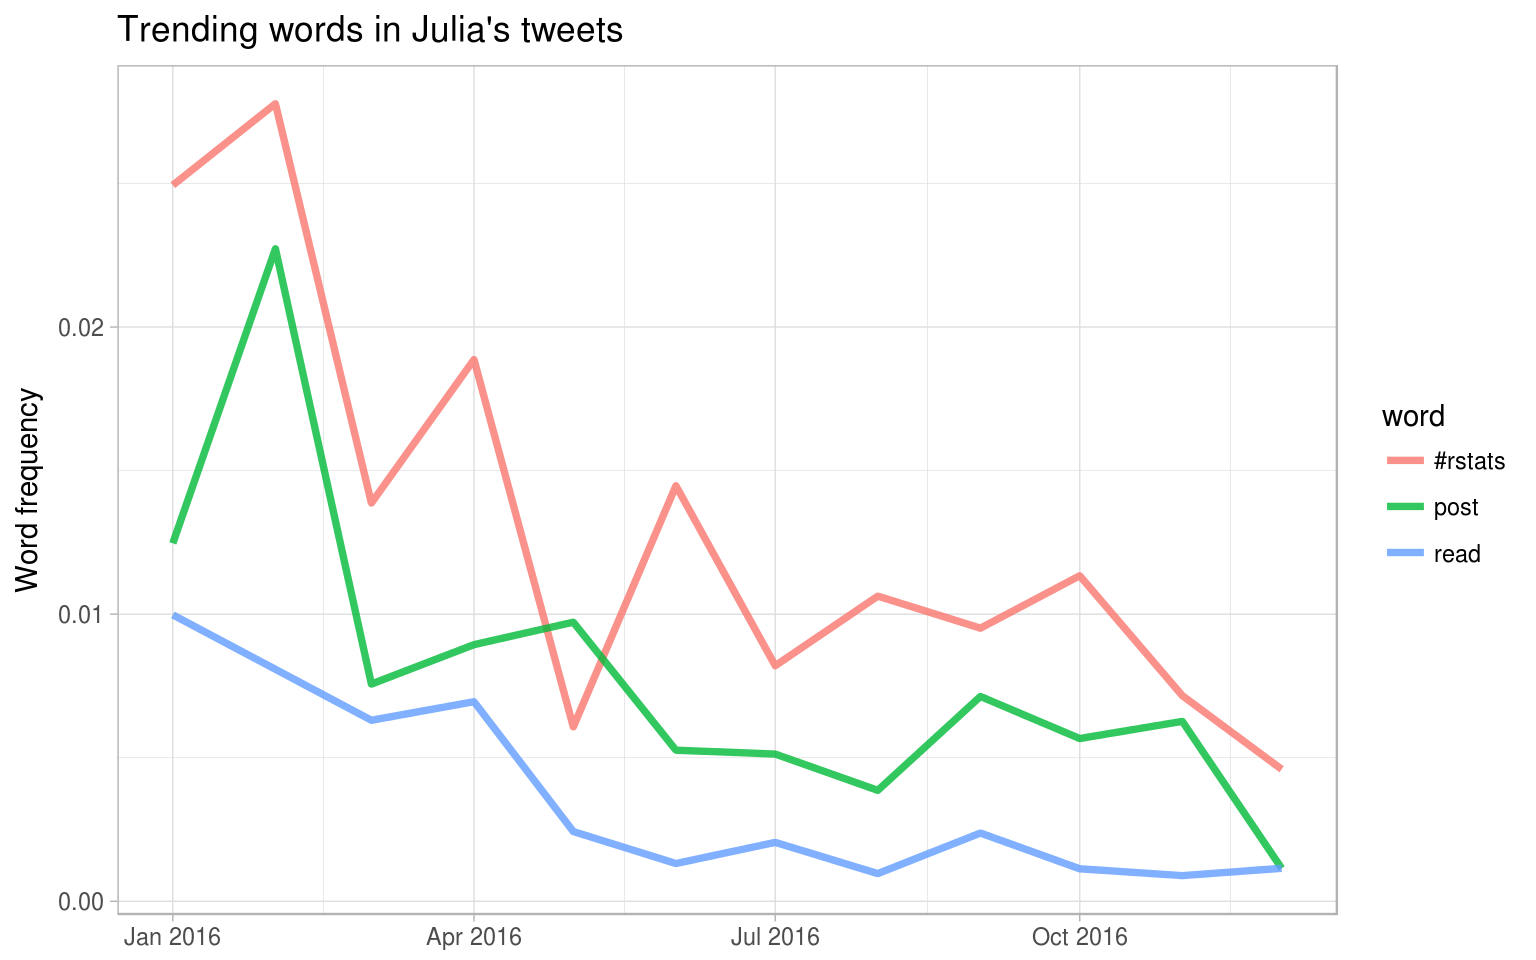 Trending words in Julia's tweets
Word frequency
0.02
0.01
0.00
Jan 2016
Apr 2016
Jul 2016
Oct 2016
word
#rstats
post
read